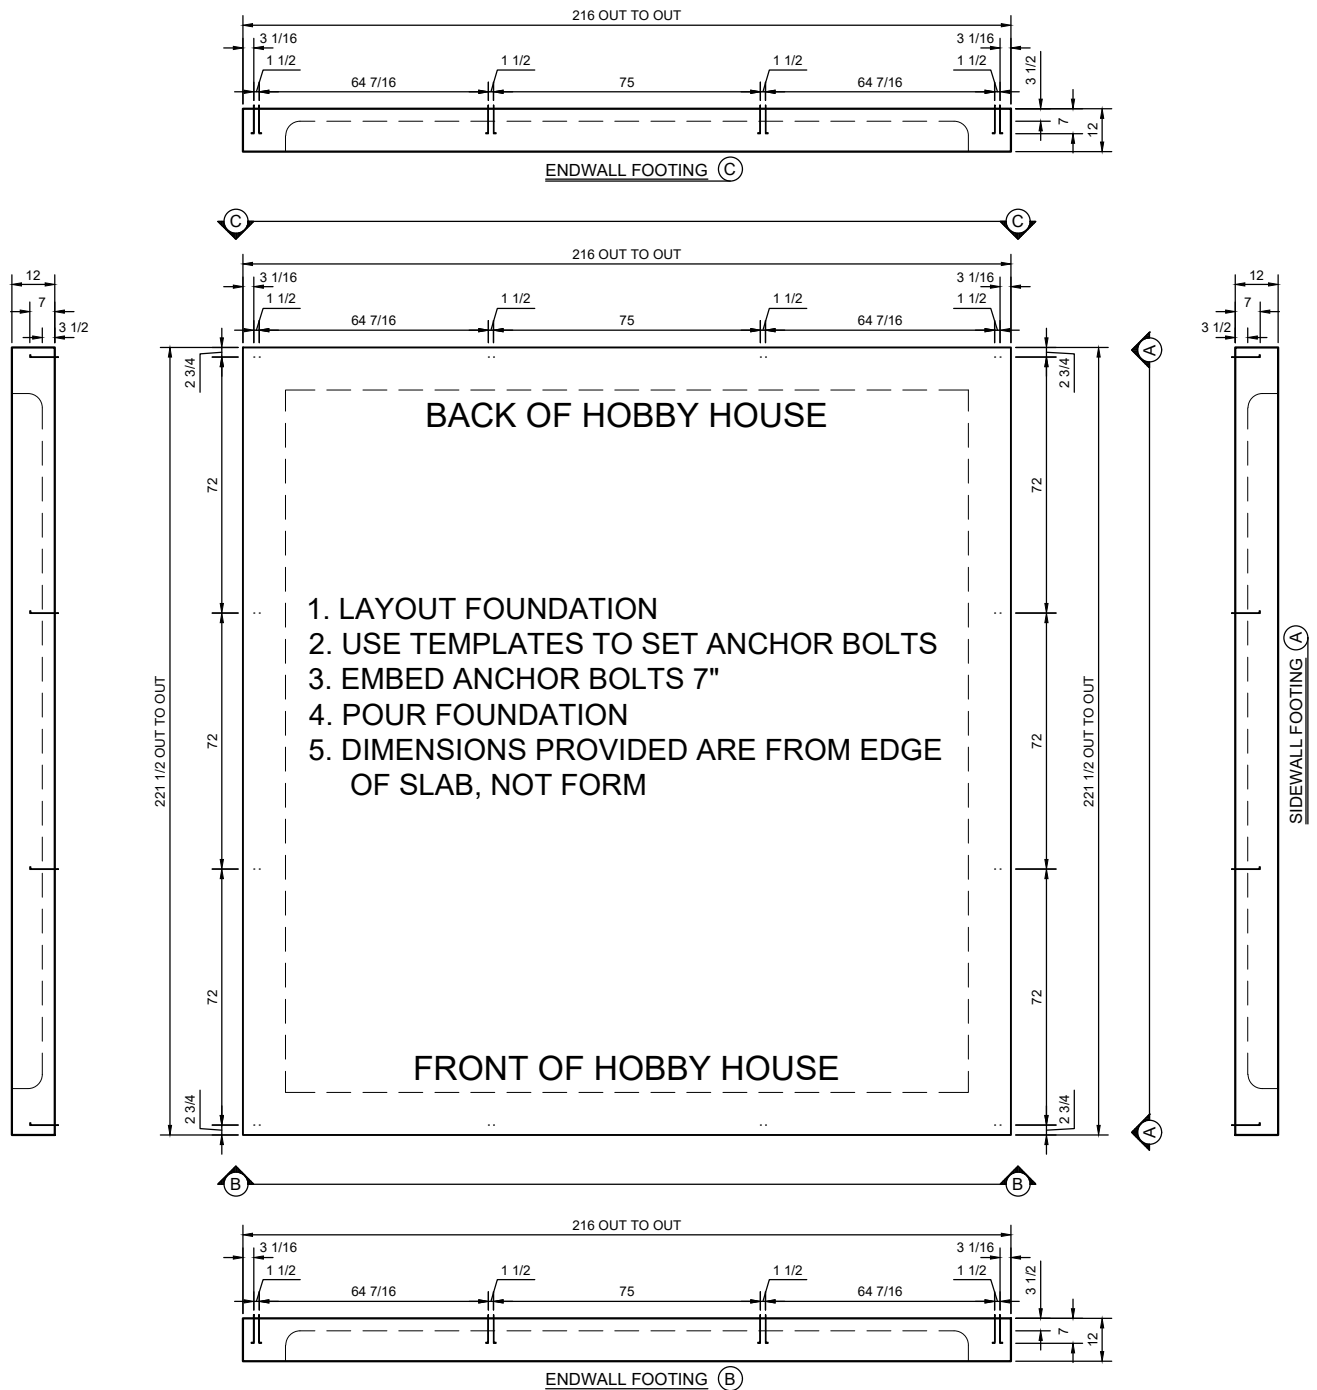 216 OUT TO OUT
3 1/16
3 1/16
1 1/2
1 1/2
1 1/2
1 1/2
3 1/2
64 7/16
75
64 7/16
7
12
ENDWALL FOOTING C
C
C
216 OUT TO OUT
12
3 1/16
3 1/16
12
7
1 1/2
1 1/2
1 1/2
1 1/2
7
3 1/2
64 7/16
75
64 7/16
3 1/2
2 3/4
2 3/4
A
BACK OF HOBBY HOUSE
72
72
1. LAYOUT FOUNDATION
2. USE TEMPLATES TO SET ANCHOR BOLTS
3. EMBED ANCHOR BOLTS 7"
4. POUR FOUNDATION
5. DIMENSIONS PROVIDED ARE FROM EDGE
OF SLAB, NOT FORM
221 1/2 OUT TO OUT
72
72
221 1/2 OUT TO OUT
SIDEWALL FOOTING A
72
72
FRONT OF HOBBY HOUSE
2 3/4
2 3/4
A
B
B
216 OUT TO OUT
3 1/16
3 1/16
1 1/2
1 1/2
1 1/2
1 1/2
3 1/2
64 7/16
75
64 7/16
7
12
ENDWALL FOOTING B